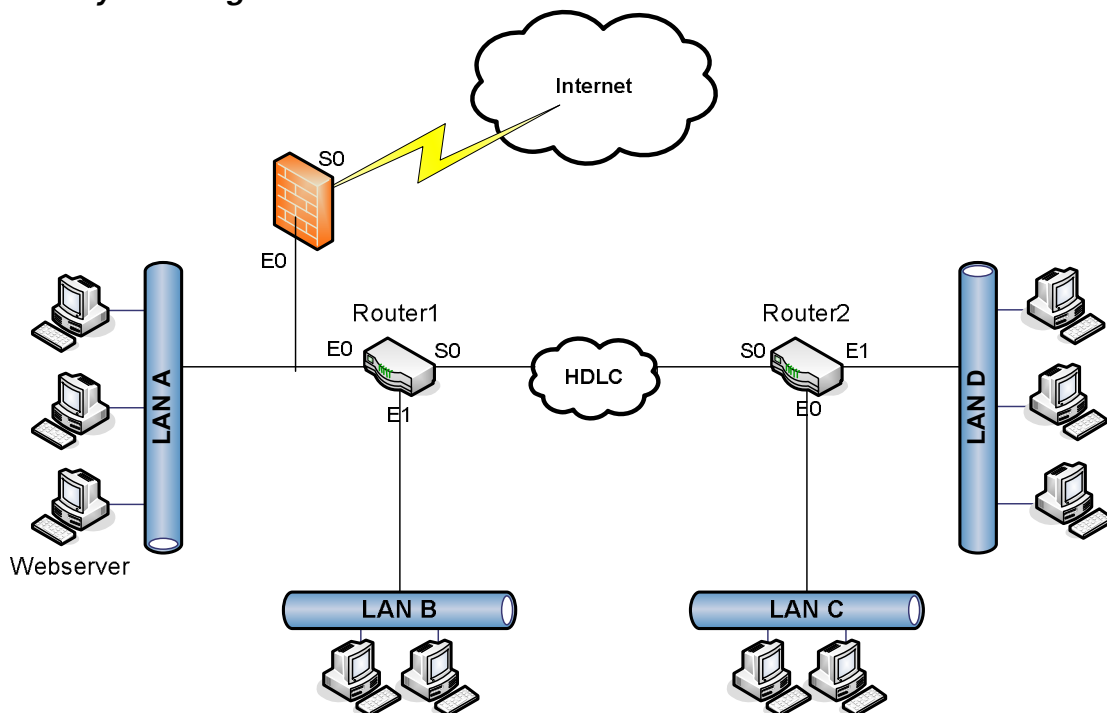 Internet
S0
E0
Router1
Router2
E0
S0
HDLC
S0
E1
E1
E0
LAN A
LAN D
Webserver
LAN B
LAN C